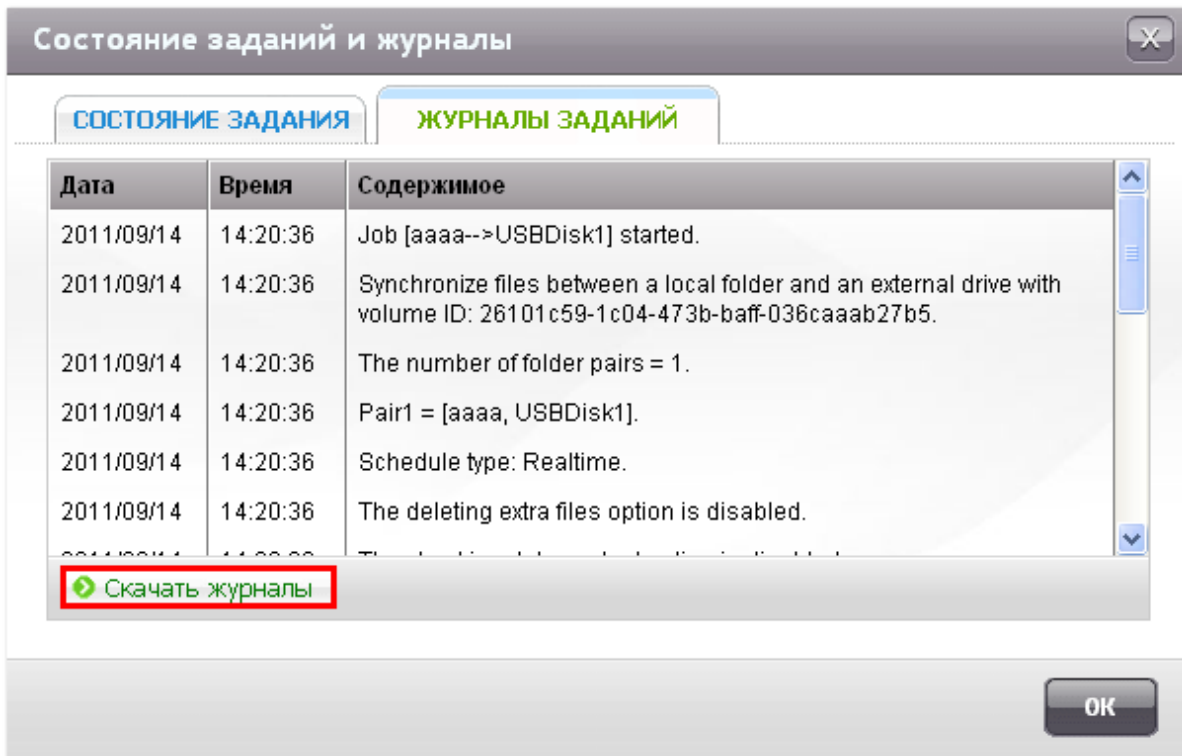 Состояние заданий и журналы
X
СОСТОЯНИЕ ЗАДАНИЯ ЖУРНАЛЫ ЗАДАНИЙ
Дата Время Содержимое
2011/09/14 14:20:36 Job [aaaa-->USBDisk1] started.
2011/09/14 14:20:36 Synchronize files between a local folder and an external drive with
volume ID: 26101c59-1c04-473b-baff-036caaab27b5.
2011/09/14 14:20:36 The number of folder pairs = 1.
2011/09/14 14:20:36 Pair1 = [aaaa, USBDisk1].
2011/09/14 14:20:36 Schedule type: Realtime.
2011/09/14 14:20:36 The deleting extra files option is disabled.
Скачать журналы
OK